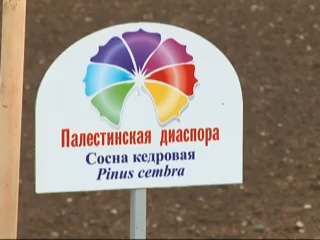 Палестинская диаспора
Сосна кедровая
Pinus cembra